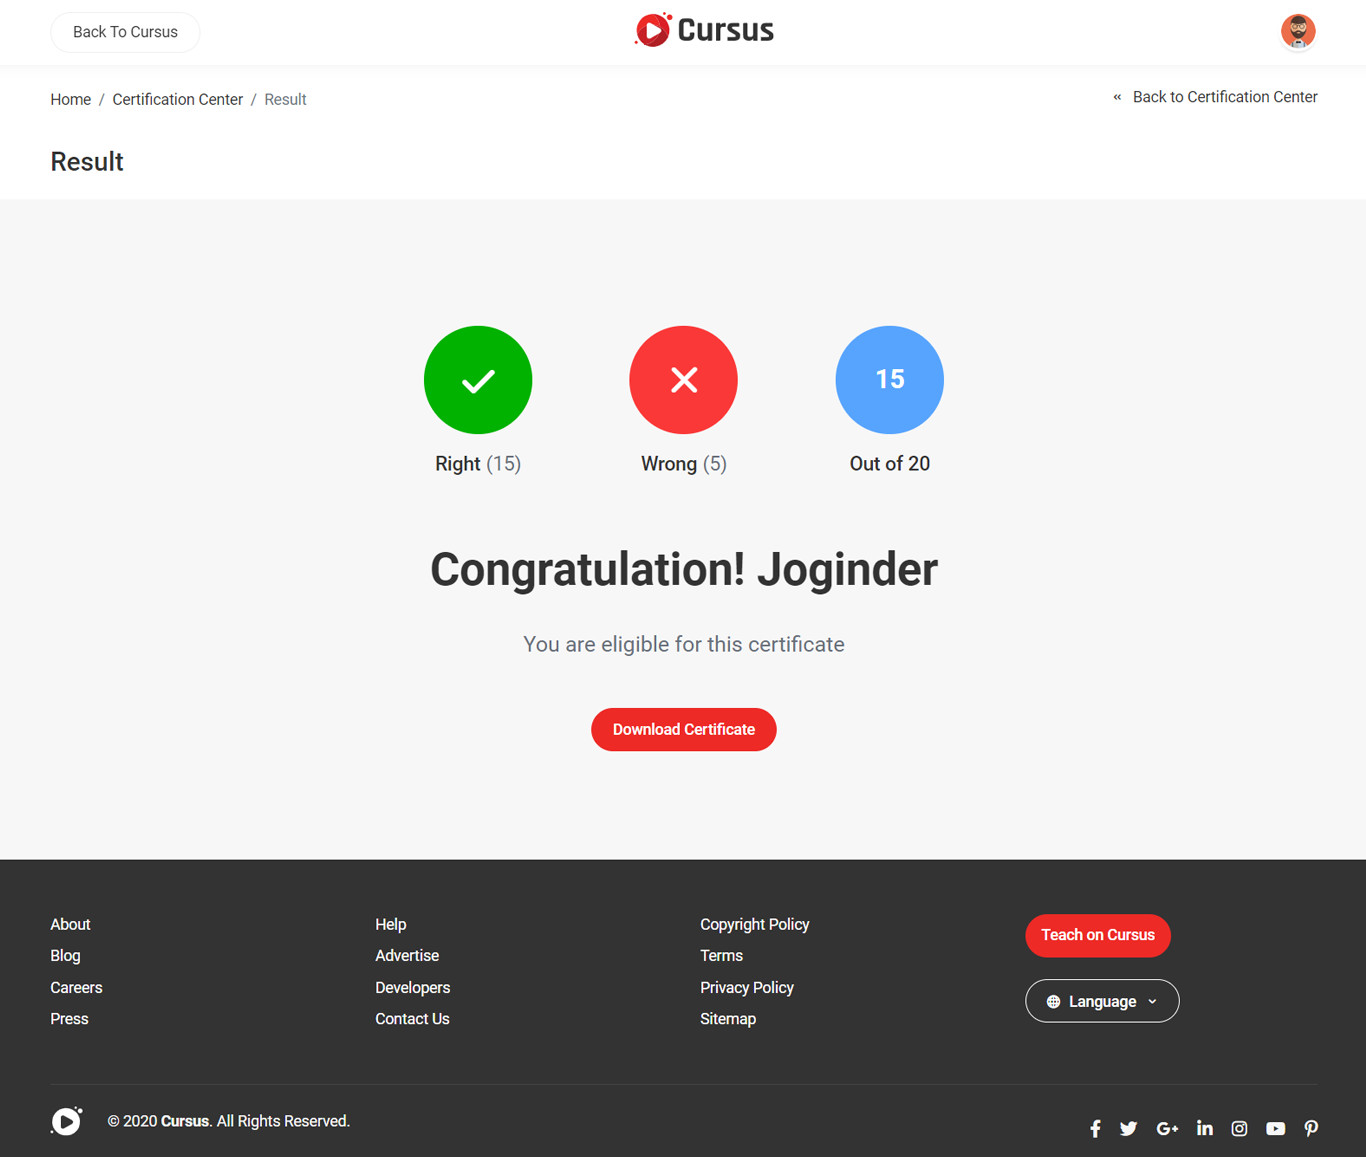 Back To Cursus
Cursus
Home / Certification Center / Result
« Back to Certification Center
Result
15
Right (15)
Wrong (5)
Out of 20
Congratulation! Joginder
You are eligible for this certificate
Download Certificate
About
Blog
Careers
Press
Help
Advertise
Developers
Contact Us
Copyright Policy
Terms
Privacy Policy
Sitemap
Teach on Cursus
Language
© 2020 Cursus. All Rights Reserved.